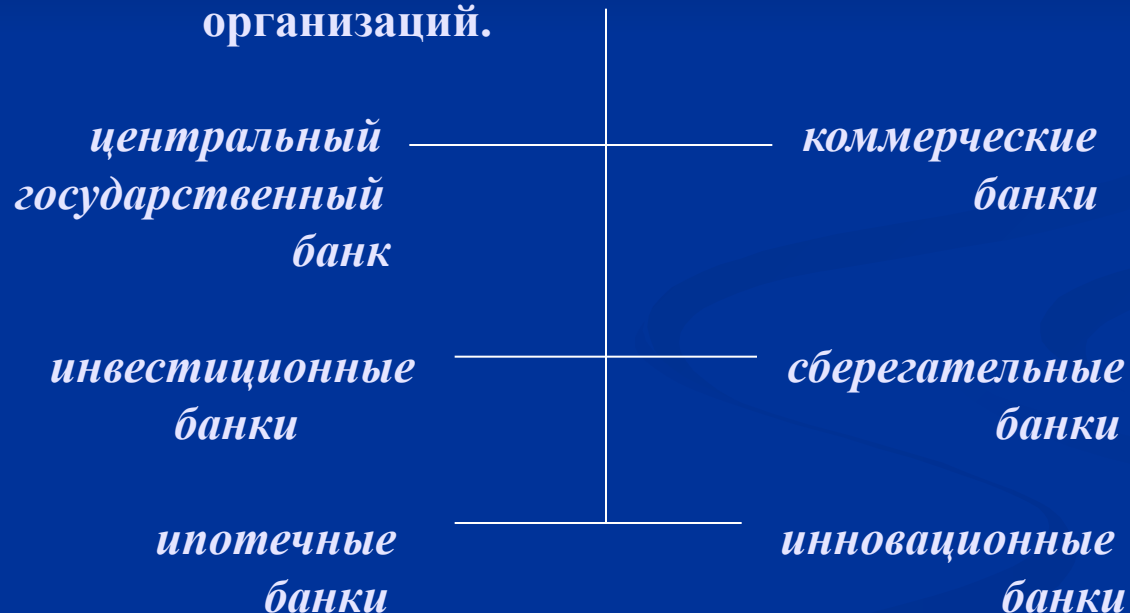 организаций.
центральный
государственный
банк
коммерческие
банки
инвестиционные
банки
сберегательные
банки
ипотечные
банки
инновационные
банки